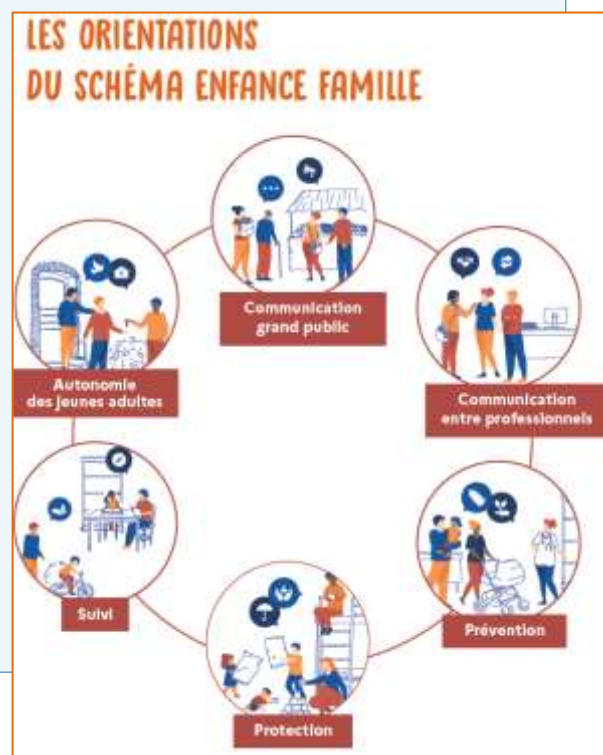 LES ORIENTATIONS
DU SCHÉMA ENFANCE FAMILLE
Communication
grand public
Autonomie
des jeunes adultes
Communication
entre professionnels
Suivi
Prévention
Protection